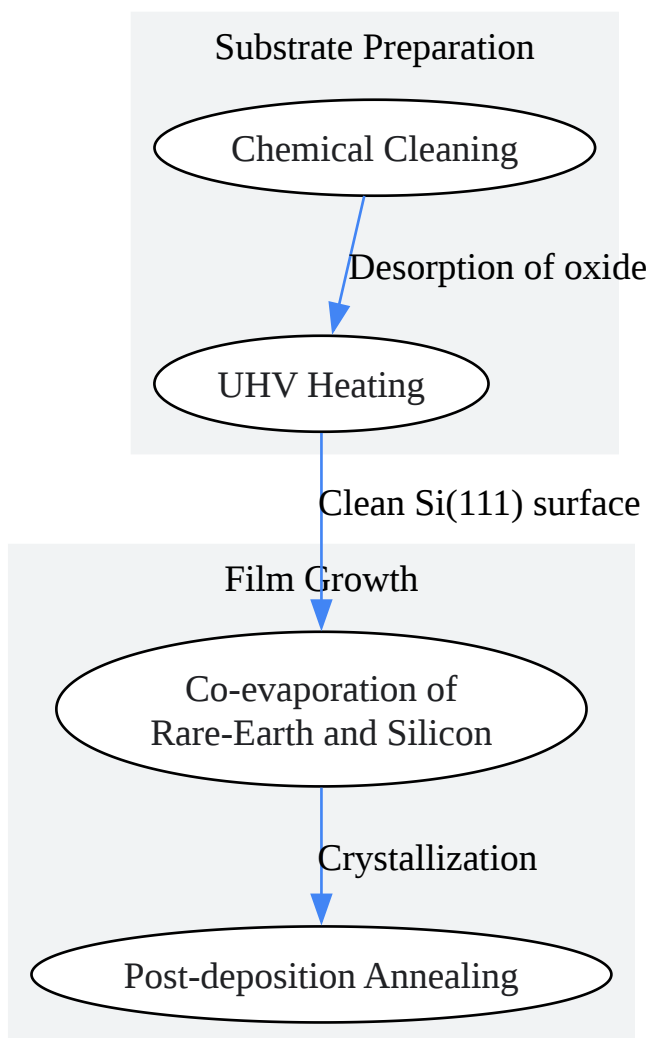 Substrate Preparation
Chemical Cleaning
Desorption of oxide
UHV Heating
Clean Si(111) surface
Film Growth
Co-evaporation of
Rare-Earth and Silicon
Crystallization
Post-deposition Annealing